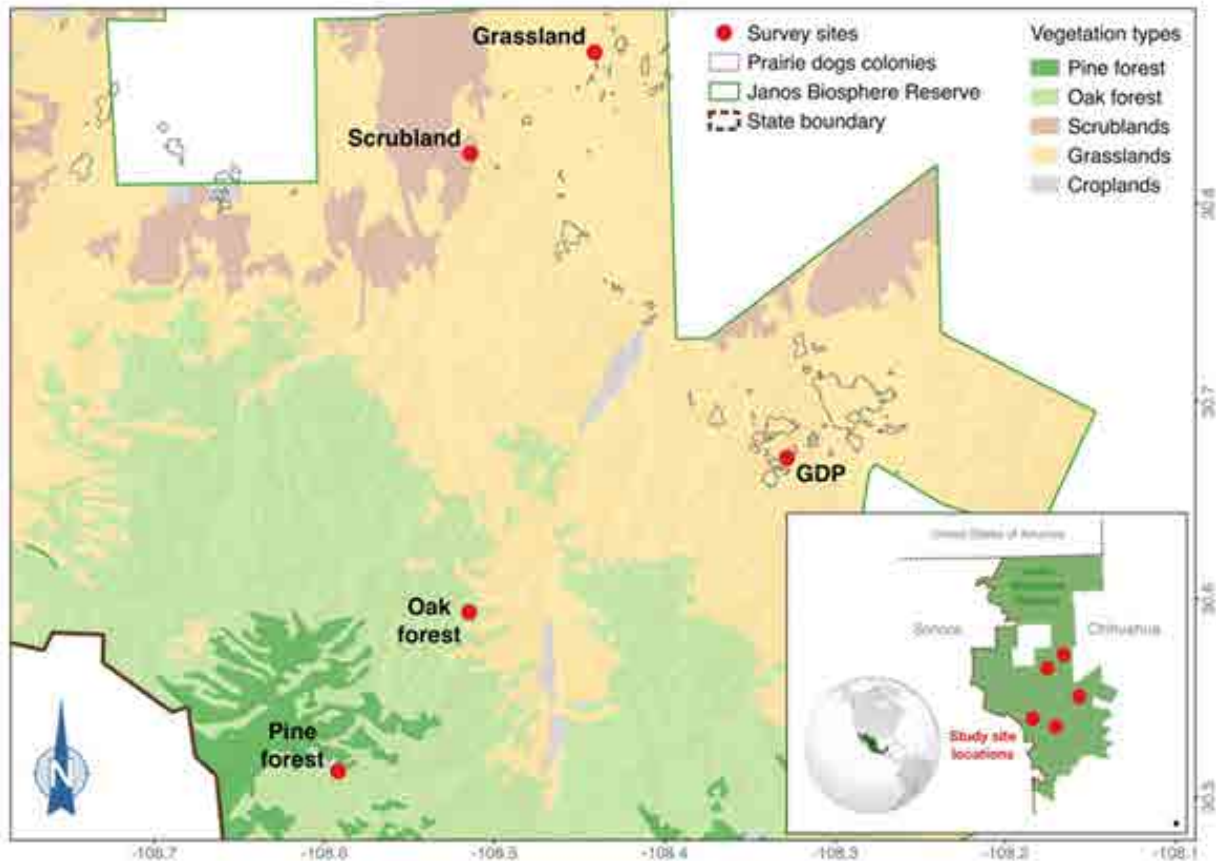 Grassland
Scrubland
Survey sites
Prairie dogs colonies
Janos Biosphere Reserve
State boundary
Vegetation types
Pine forest
Oak forest
Scrublands
Grasslands
Croplands
GDP
Oak
forest
Pine
forest
30.8
30.7
30.6
30.5
United States of America
Sonora
Chihuahua
Study site
locations
N
-108.7
-108.6
-108.5
-108.4
-108.3
-108.2
-108.1